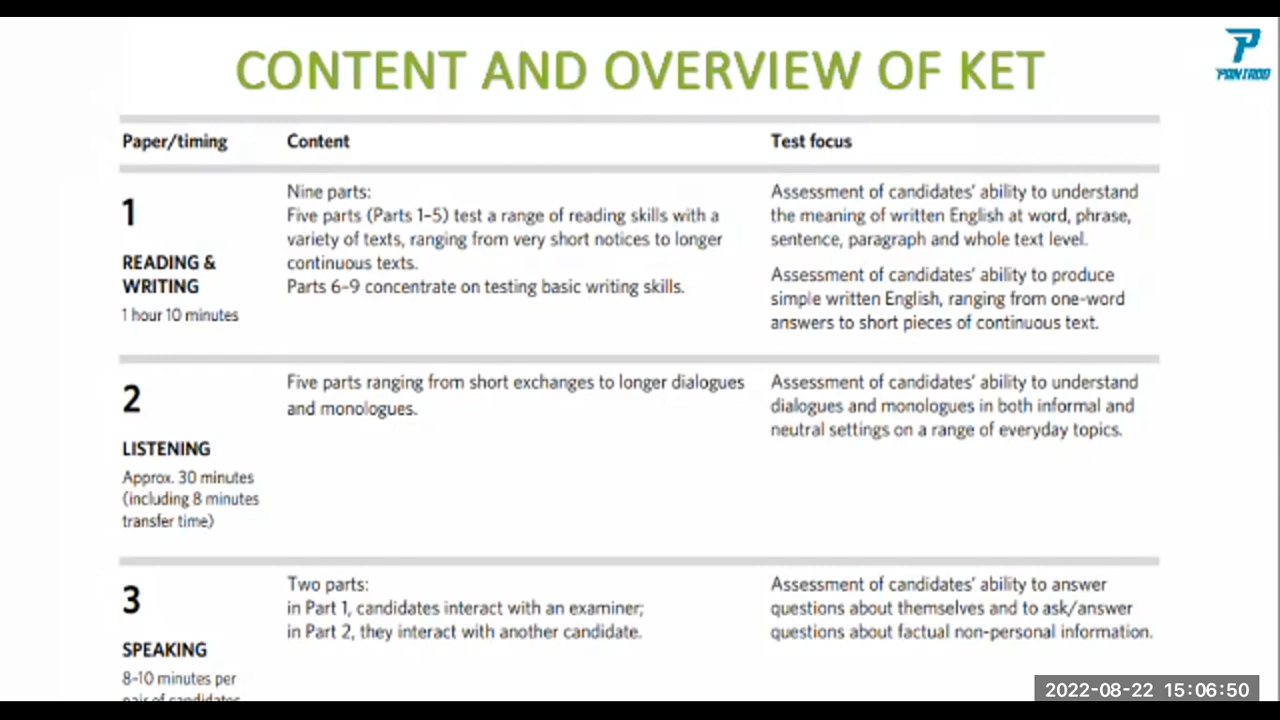 CONTENT AND OVERVIEW OF KET
PANTROO
Paper/timing Content Test focus
1
READING &
WRITING
1 hour 10 minutes
Nine parts:
Five parts (Parts 1–5) test a range of reading skills with a
variety of texts, ranging from very short notices to longer
continuous texts.
Parts 6–9 concentrate on testing basic writing skills.
Assessment of candidates' ability to understand
the meaning of written English at word, phrase,
sentence, paragraph and whole text level.
Assessment of candidates' ability to produce
simple written English, ranging from one-word
answers to short pieces of continuous text.
2
LISTENING
Approx. 30 minutes
(including 8 minutes
transfer time)
Five parts ranging from short exchanges to longer dialogues
and monologues.
Assessment of candidates' ability to understand
dialogues and monologues in both informal and
neutral settings on a range of everyday topics.
3
SPEAKING
8–10 minutes per
pair of candidates
Two parts:
in Part 1, candidates interact with an examiner;
in Part 2, they interact with another candidate.
Assessment of candidates' ability to answer
questions about themselves and to ask/answer
questions about factual non-personal information.
2022-08-22 15:06:50